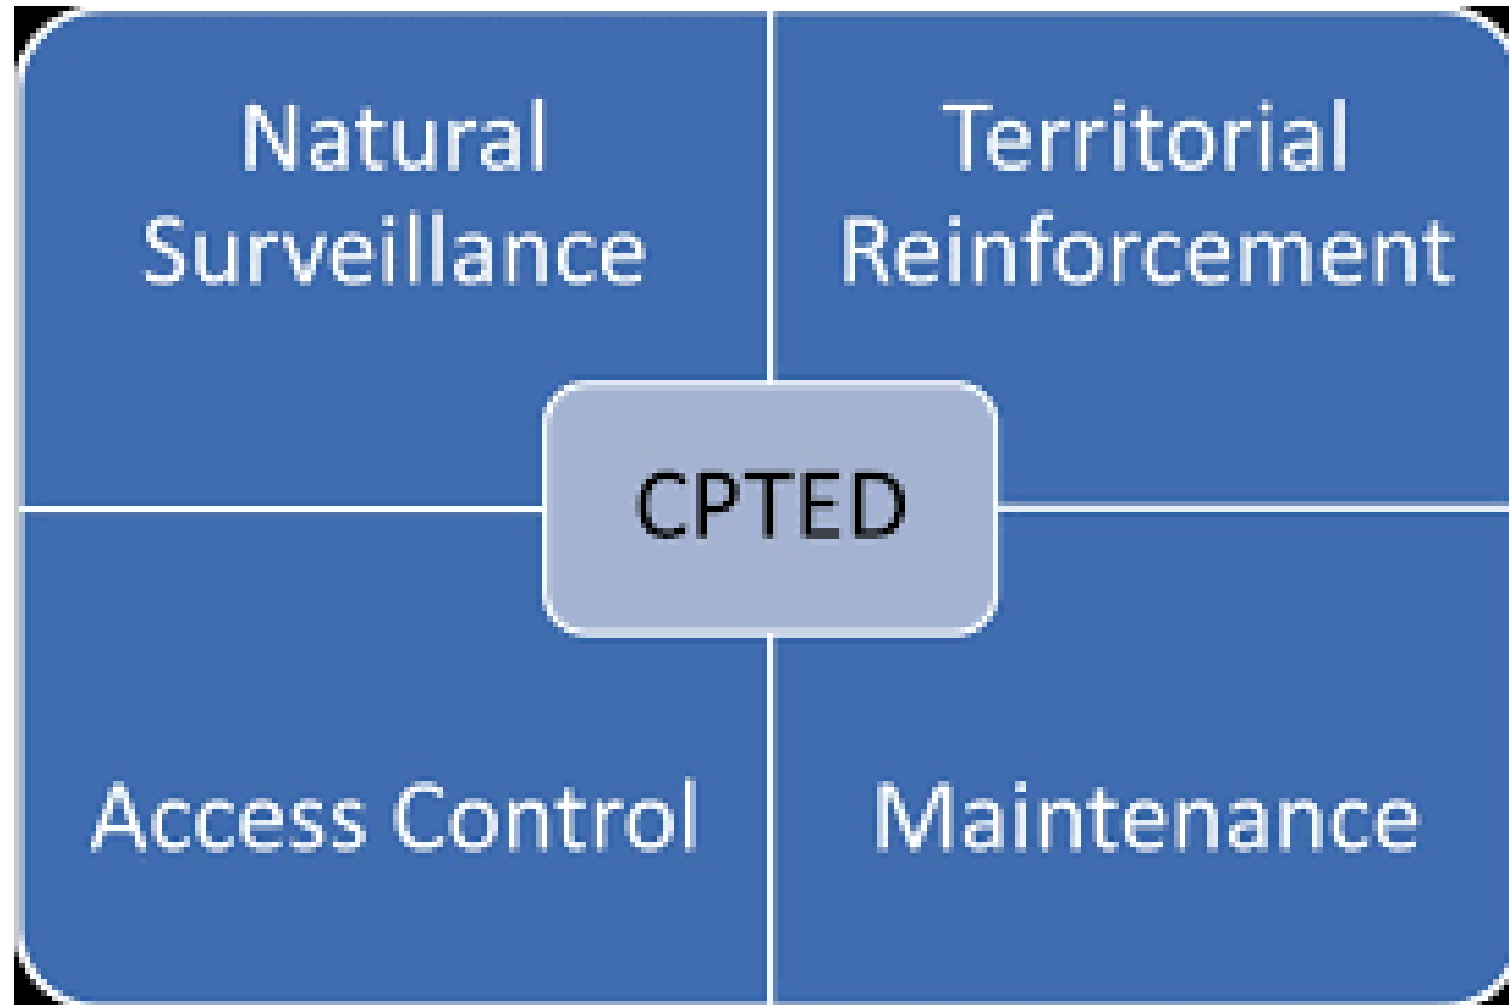 Natural
Surveillance
Territorial
Reinforcement
CPTED
Access Control
Maintenance